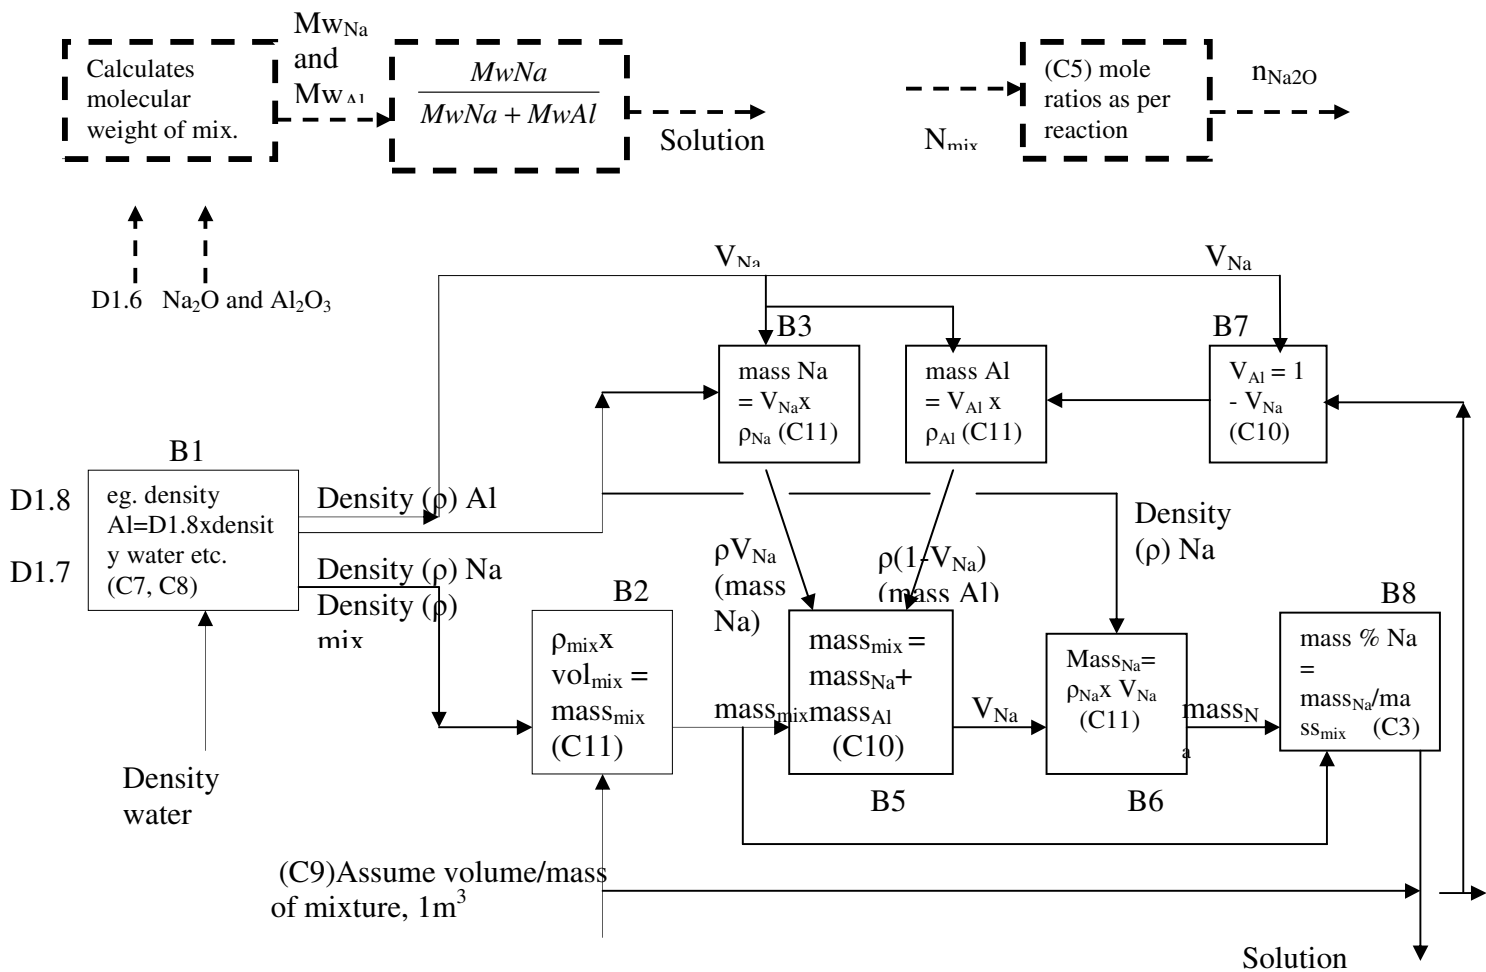 Mw_Na
and
Mw_Al
Calculates
molecular
weight of mix.
MwNa
MwNa + MwAl
Solution
N_mix
(C5) mole
ratios as per
reaction
n_Na2O
D1.6 Na₂O and Al₂O₃
V_Na
V_Na
B3
B7
mass Na
= V_Na x
ρ_Na (C11)
mass Al
= V_Al x
ρ_Al (C11)
V_Al = 1
- V_Na
(C10)
B1
D1.8
D1.7
eg. density
Al=D1.8xdensit
y water etc.
(C7, C8)
Density (ρ) Al
Density (ρ) Na
Density (ρ)
mix
Density
(ρ) Na
ρV_Na
(mass
Na)
ρ(1-V_Na)
(mass Al)
B2
B8
ρ_mix x
vol_mix =
mass_mix
(C11)
mass_mix
mass_mix =
mass_Na+
mass_Al
(C10)
V_Na
Mass_Na=
ρ_Na x V_Na
(C11)
mass_N
a
mass % Na
=
mass_Na/ma
ss_mix (C3)
B5
B6
Density
water
(C9)Assume volume/mass
of mixture, 1m³
Solution